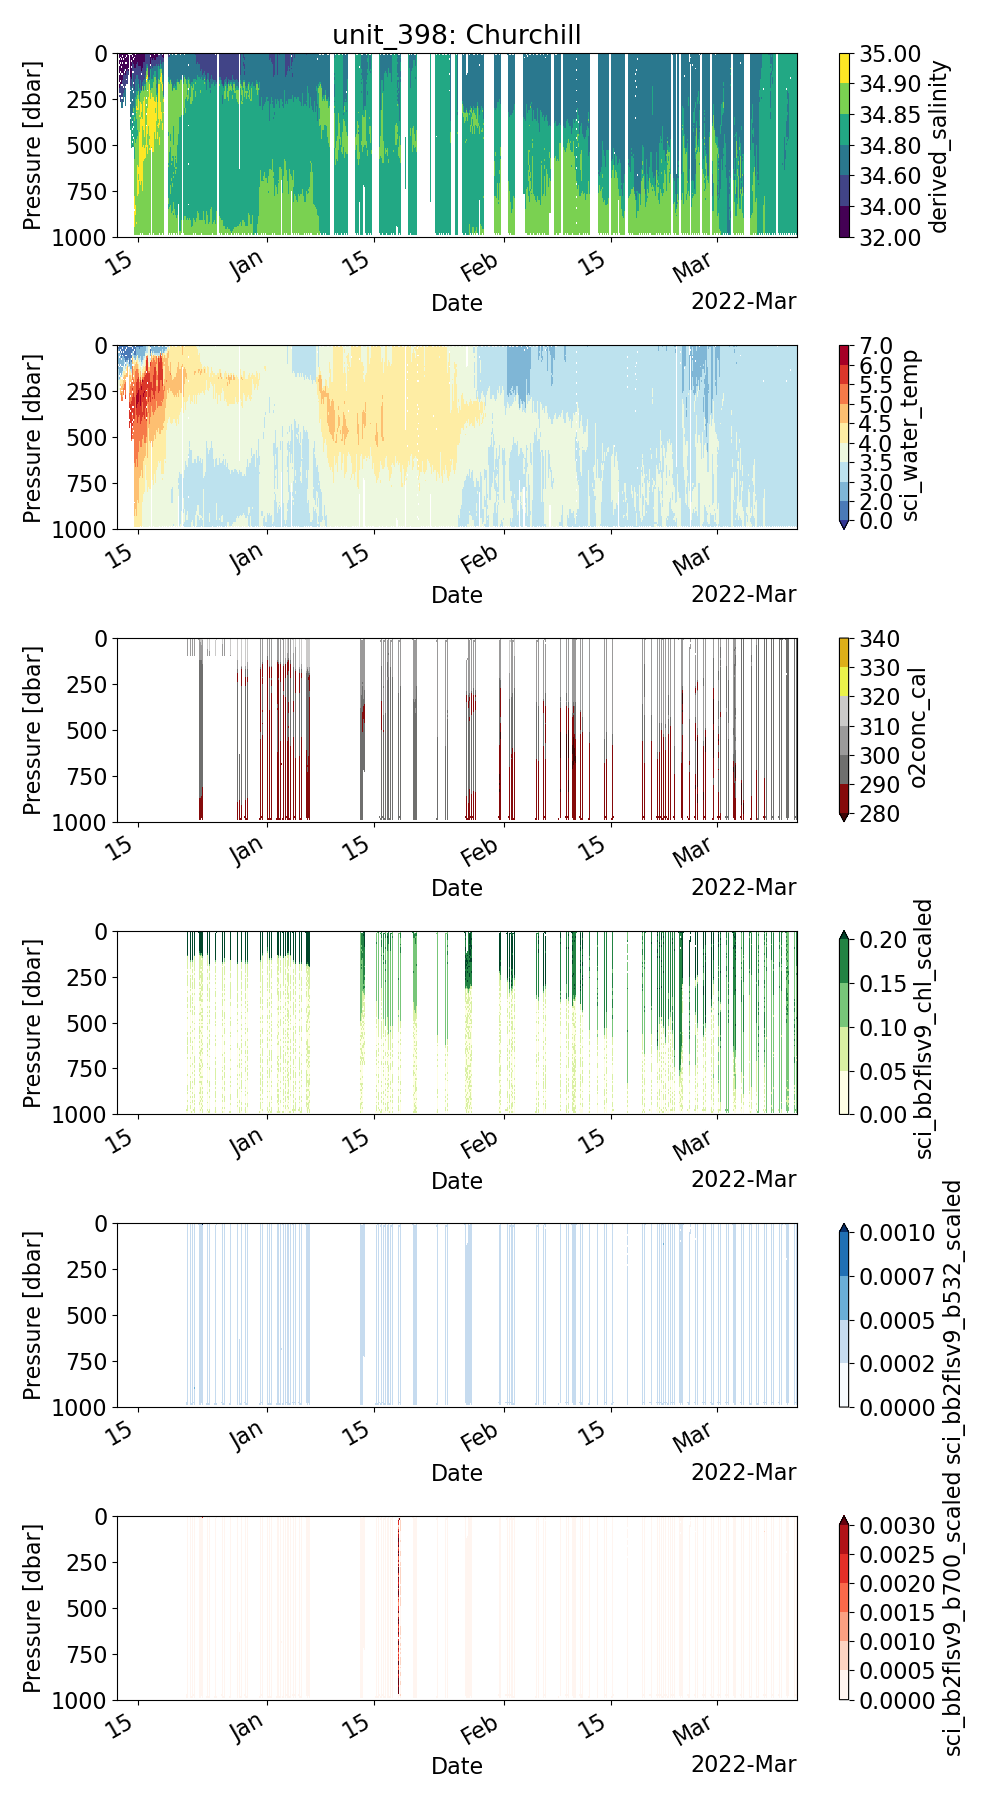 unit_398: Churchill
0
250
500
750
1000
Pressure [dbar]
15
Jan
15
Feb
15
Mar
Date
2022-Mar
35.00
34.90
34.85
34.80
34.60
34.00
32.00
derived_salinity
0
250
500
750
1000
Pressure [dbar]
15
Jan
15
Feb
15
Mar
Date
2022-Mar
7.0
6.0
5.5
5.0
4.5
4.0
3.5
3.0
2.0
0.0
sci_water_temp
0
250
500
750
1000
Pressure [dbar]
15
Jan
15
Feb
15
Mar
Date
2022-Mar
340
330
320
310
300
290
280
o2conc_cal
0
250
500
750
1000
Pressure [dbar]
15
Jan
15
Feb
15
Mar
Date
2022-Mar
0.20
0.15
0.10
0.05
0.00
sci_bb2flsv9_chl_scaled
0
250
500
750
1000
Pressure [dbar]
15
Jan
15
Feb
15
Mar
Date
2022-Mar
0.0010
0.0007
0.0005
0.0002
0.0000
sci_bb2flsv9_b532_scaled
0
250
500
750
1000
Pressure [dbar]
15
Jan
15
Feb
15
Mar
Date
2022-Mar
0.0030
0.0025
0.0020
0.0015
0.0010
0.0005
0.0000
sci_bb2flsv9_b700_scaled